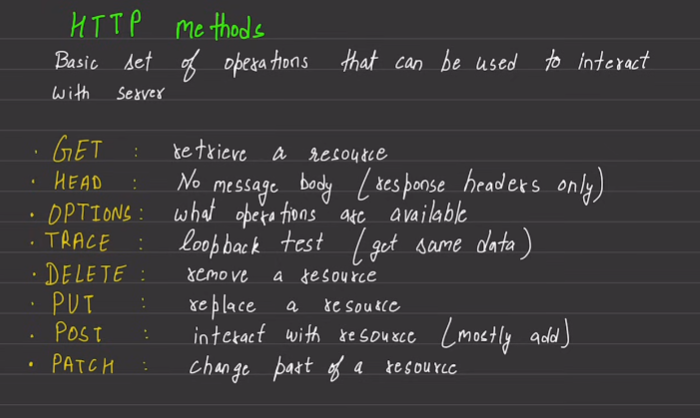 HTTP methods
Basic set of operations that can be used to interact
with server
· GET : retrieve a resource
· HEAD : No message body (response headers only)
· OPTIONS : what operations are available
· TRACE : loopback test (get same data)
· DELETE : remove a resource
· PUT : replace a resource
· POST : interact with resource (mostly add)
· PATCH : change part of a resource